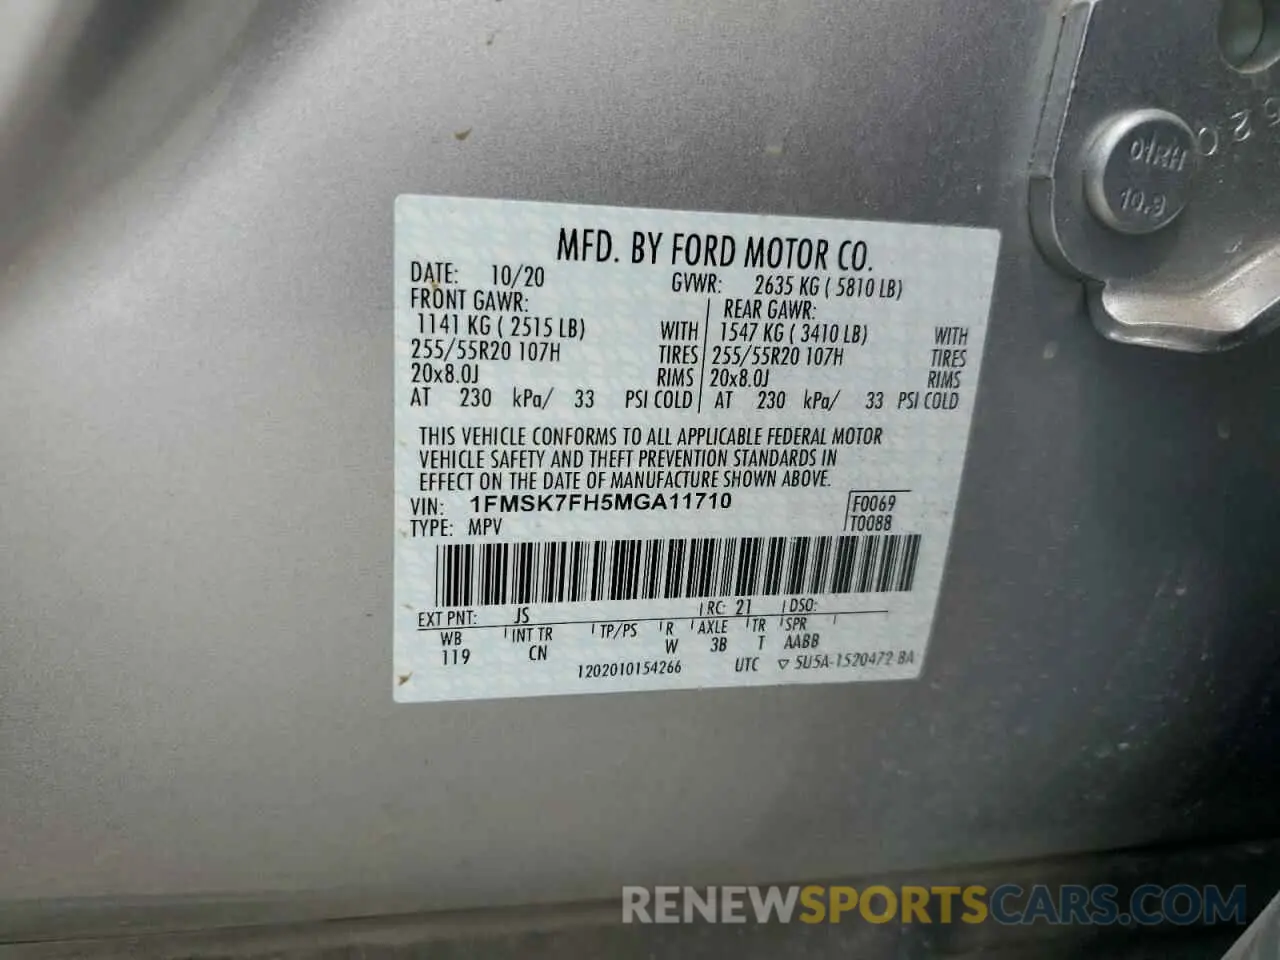 MFD. BY FORD MOTOR CO.
DATE: 10/20 GVWR: 2635 KG ( 5810 LB)
FRONT GAWR: REAR GAWR:
1141 KG ( 2515 LB) WITH 1547 KG ( 3410 LB) WITH
255/55R20 107H TIRES 255/55R20 107H TIRES
20x8.0J RIMS 20x8.0J RIMS
AT 230 kPa/ 33 PSI COLD AT 230 kPa/ 33 PSI COLD
THIS VEHICLE CONFORMS TO ALL APPLICABLE FEDERAL MOTOR
VEHICLE SAFETY AND THEFT PREVENTION STANDARDS IN
EFFECT ON THE DATE OF MANUFACTURE SHOWN ABOVE.
VIN: 1FMSK7FH5MGA11710 F0069
TYPE: MPV T0088
EXT PNT: JS RC: 21 DSO:
WB INT TR TP/PS R AXLE TR SPR
119 CN W 3B T AABB
1202010154266 UTC ▽ 5U5A-1520472-BA
01RH
10.9
520
RENEWSPORTSCARS.COM